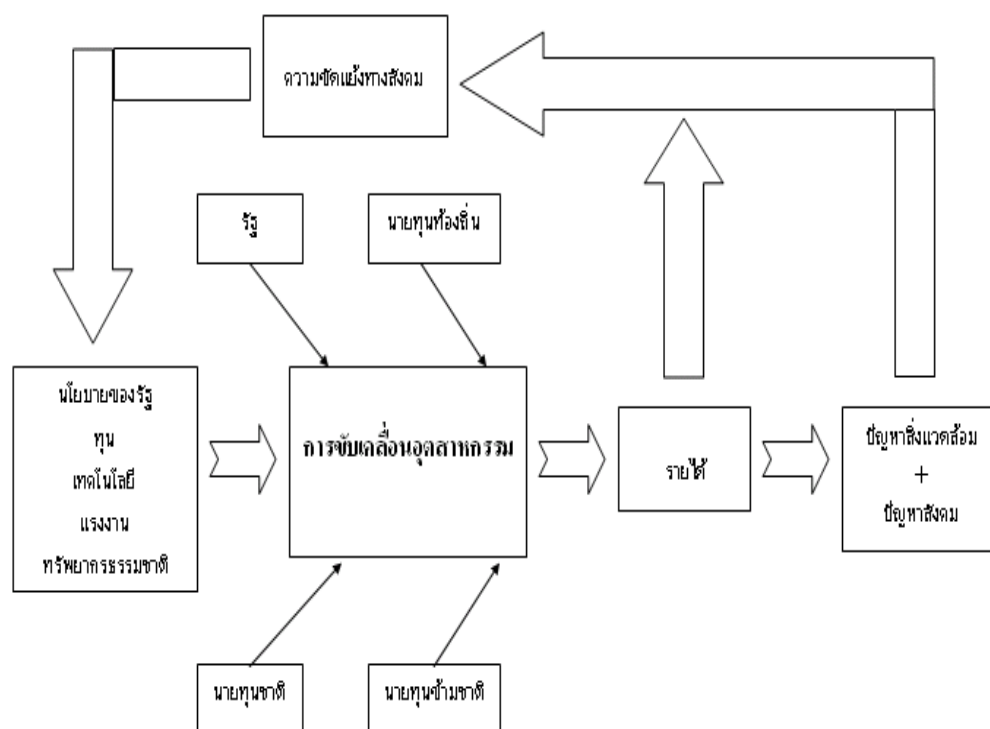 ความขัดแย้งทางสังคม
รัฐ
นายทุนท้องถิ่น
นโยบายของรัฐ
ทุน
เทคโนโลยี
แรงงาน
ทรัพยากรธรรมชาติ
การขับเคลื่อนอุตสาหกรรม
รายได้
ปัญหาสิ่งแวดล้อม
+
ปัญหาสังคม
นายทุนชาติ
นายทุนข้ามชาติ